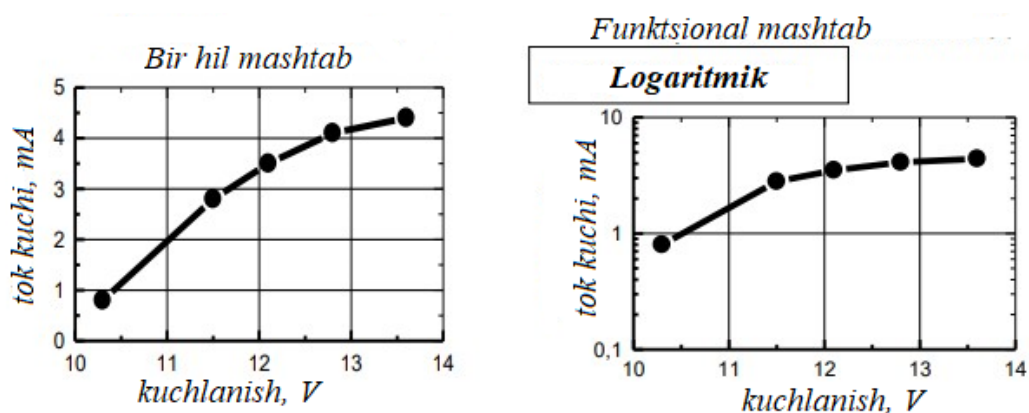 Bir hil mashtab
5
4
3
2
1
0
tok kuchi, mA
10 11 12 13 14
kuchlanish, V
Funktsional mashtab
Logaritmik
10
1
0,1
tok kuchi, mA
10 11 12 13 14
kuchlanish, V